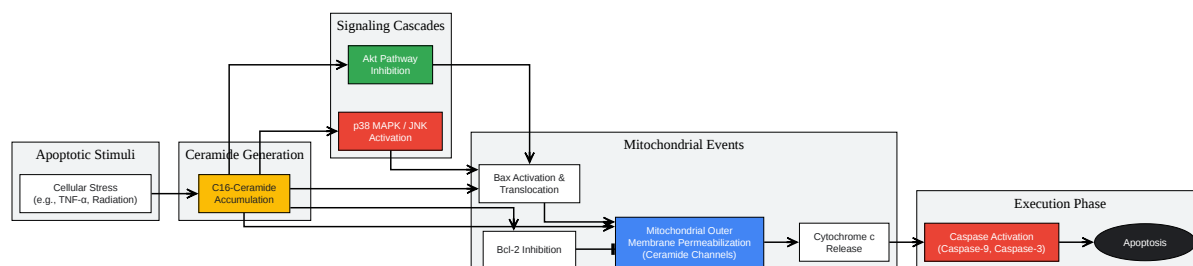 Signaling Cascades
Akt Pathway
Inhibition
p38 MAPK / JNK
Activation
Apoptotic Stimuli
Cellular Stress
(e.g., TNF-α, Radiation)
Ceramide Generation
C16-Ceramide
Accumulation
Mitochondrial Events
Bax Activation &
Translocation
Bcl-2 Inhibition
Mitochondrial Outer
Membrane Permeabilization
(Ceramide Channels)
Cytochrome c
Release
Execution Phase
Caspase Activation
(Caspase-9, Caspase-3)
Apoptosis